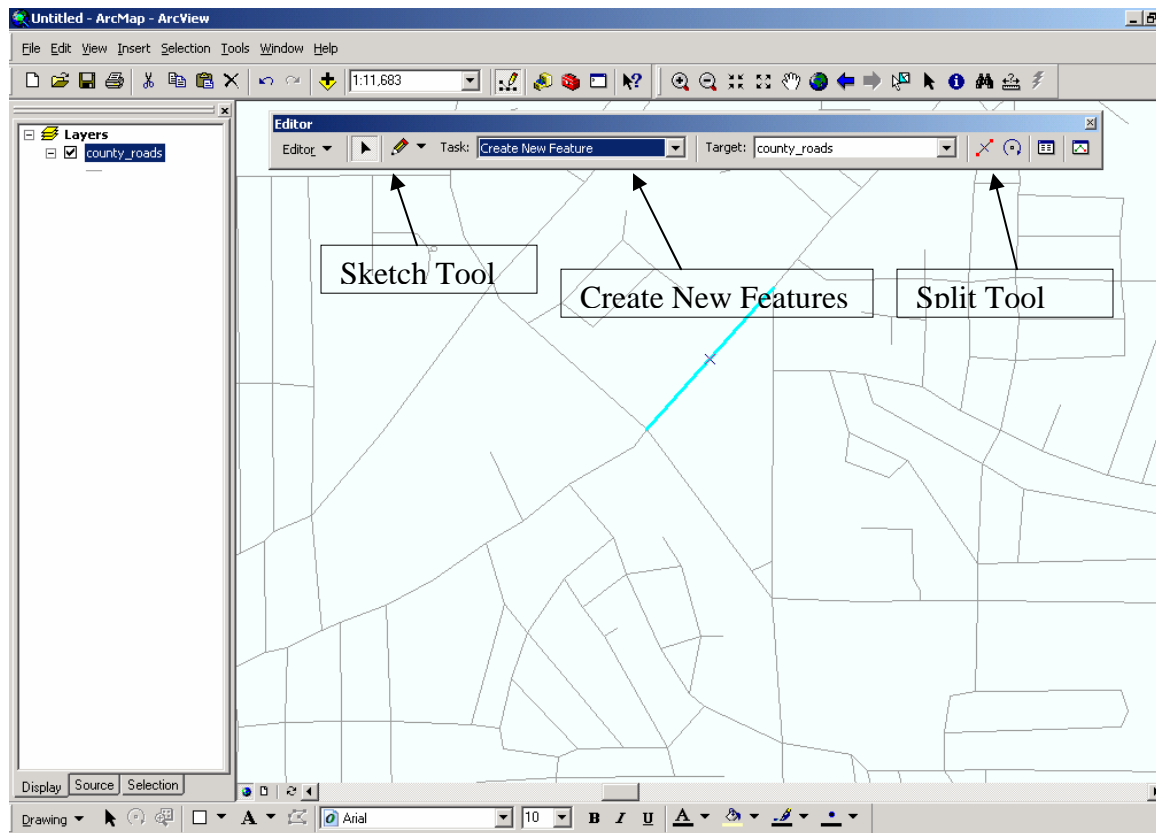 Untitled - ArcMap - ArcView
File Edit View Insert Selection Tools Window Help
1:11,683
Layers
county_roads
Editor
Editor Task: Create New Feature Target: county_roads
Sketch Tool
Create New Features
Split Tool
Display Source Selection
Drawing A Arial 10 B I U A